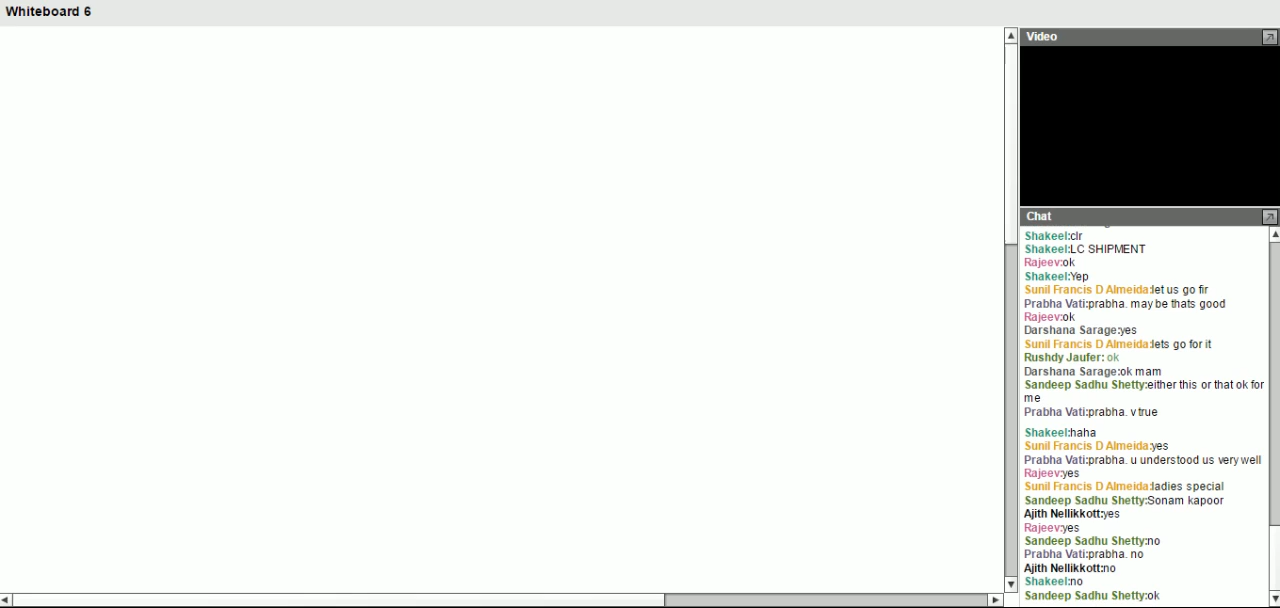 Whiteboard 6
Video
Chat
Shakeel:clr
Shakeel:LC SHIPMENT
Rajeev:ok
Shakeel:Yep
Sunil Francis D Almeida:let us go fir
Prabha Vati:prabha. may be thats good
Rajeev:ok
Darshana Sarage:yes
Sunil Francis D Almeida:lets go for it
Rushdy Jaufer: ok
Darshana Sarage:ok mam
Sandeep Sadhu Shetty:either this or that ok for
me
Prabha Vati:prabha. v true
Shakeel:haha
Sunil Francis D Almeida:yes
Prabha Vati:prabha. u understood us very well
Rajeev:yes
Sunil Francis D Almeida:ladies special
Sandeep Sadhu Shetty:Sonam kapoor
Ajith Nellikkott:yes
Rajeev:yes
Sandeep Sadhu Shetty:no
Prabha Vati:prabha. no
Ajith Nellikkott:no
Shakeel:no
Sandeep Sadhu Shetty:ok